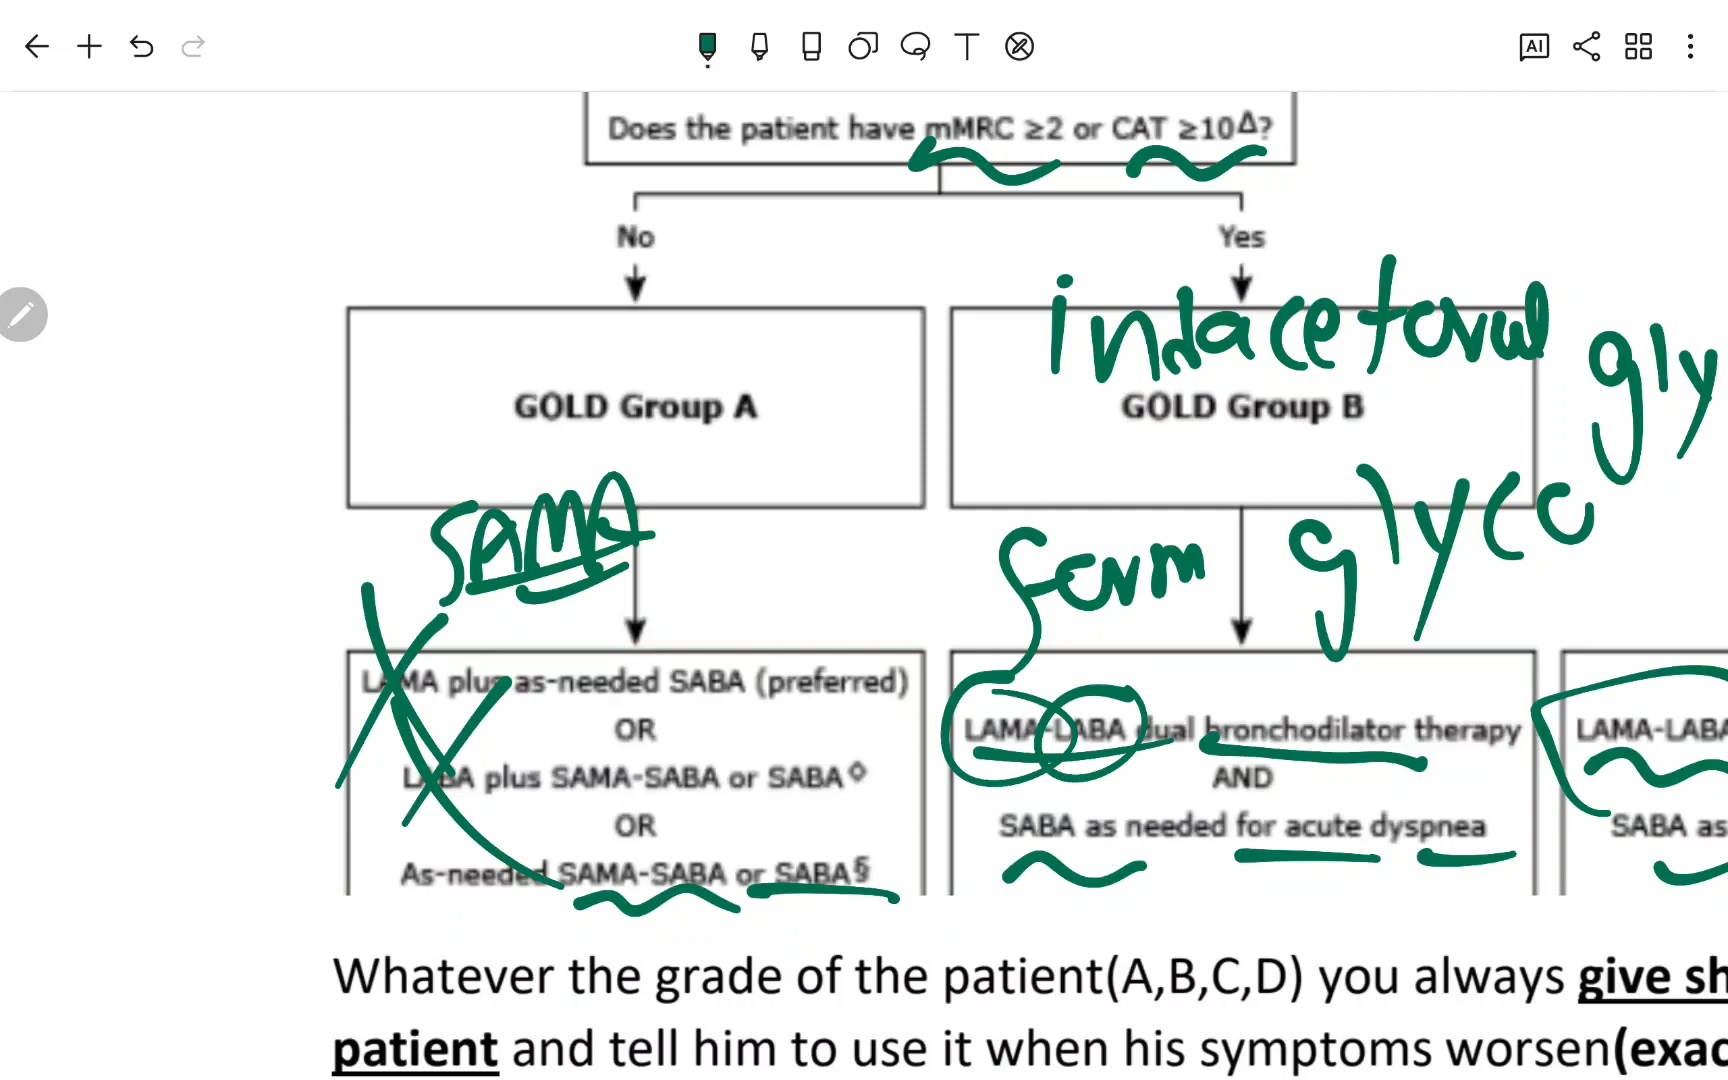 AI
Does the patient have mMRC ≥2 or CAT ≥10Δ?
No
Yes
indacetorol
gly
GOLD Group A
GOLD Group B
SAMA
form
glyco
LAMA plus as-needed SABA (preferred)
OR
LABA plus SAMA-SABA or SABA◊
OR
As-needed SAMA-SABA or SABA§
LAMA-LABA dual bronchodilator therapy
AND
SABA as needed for acute dyspnea
LAMA-LABA
SABA as
Whatever the grade of the patient(A,B,C,D) you always give sh
patient and tell him to use it when his symptoms worsen(exac